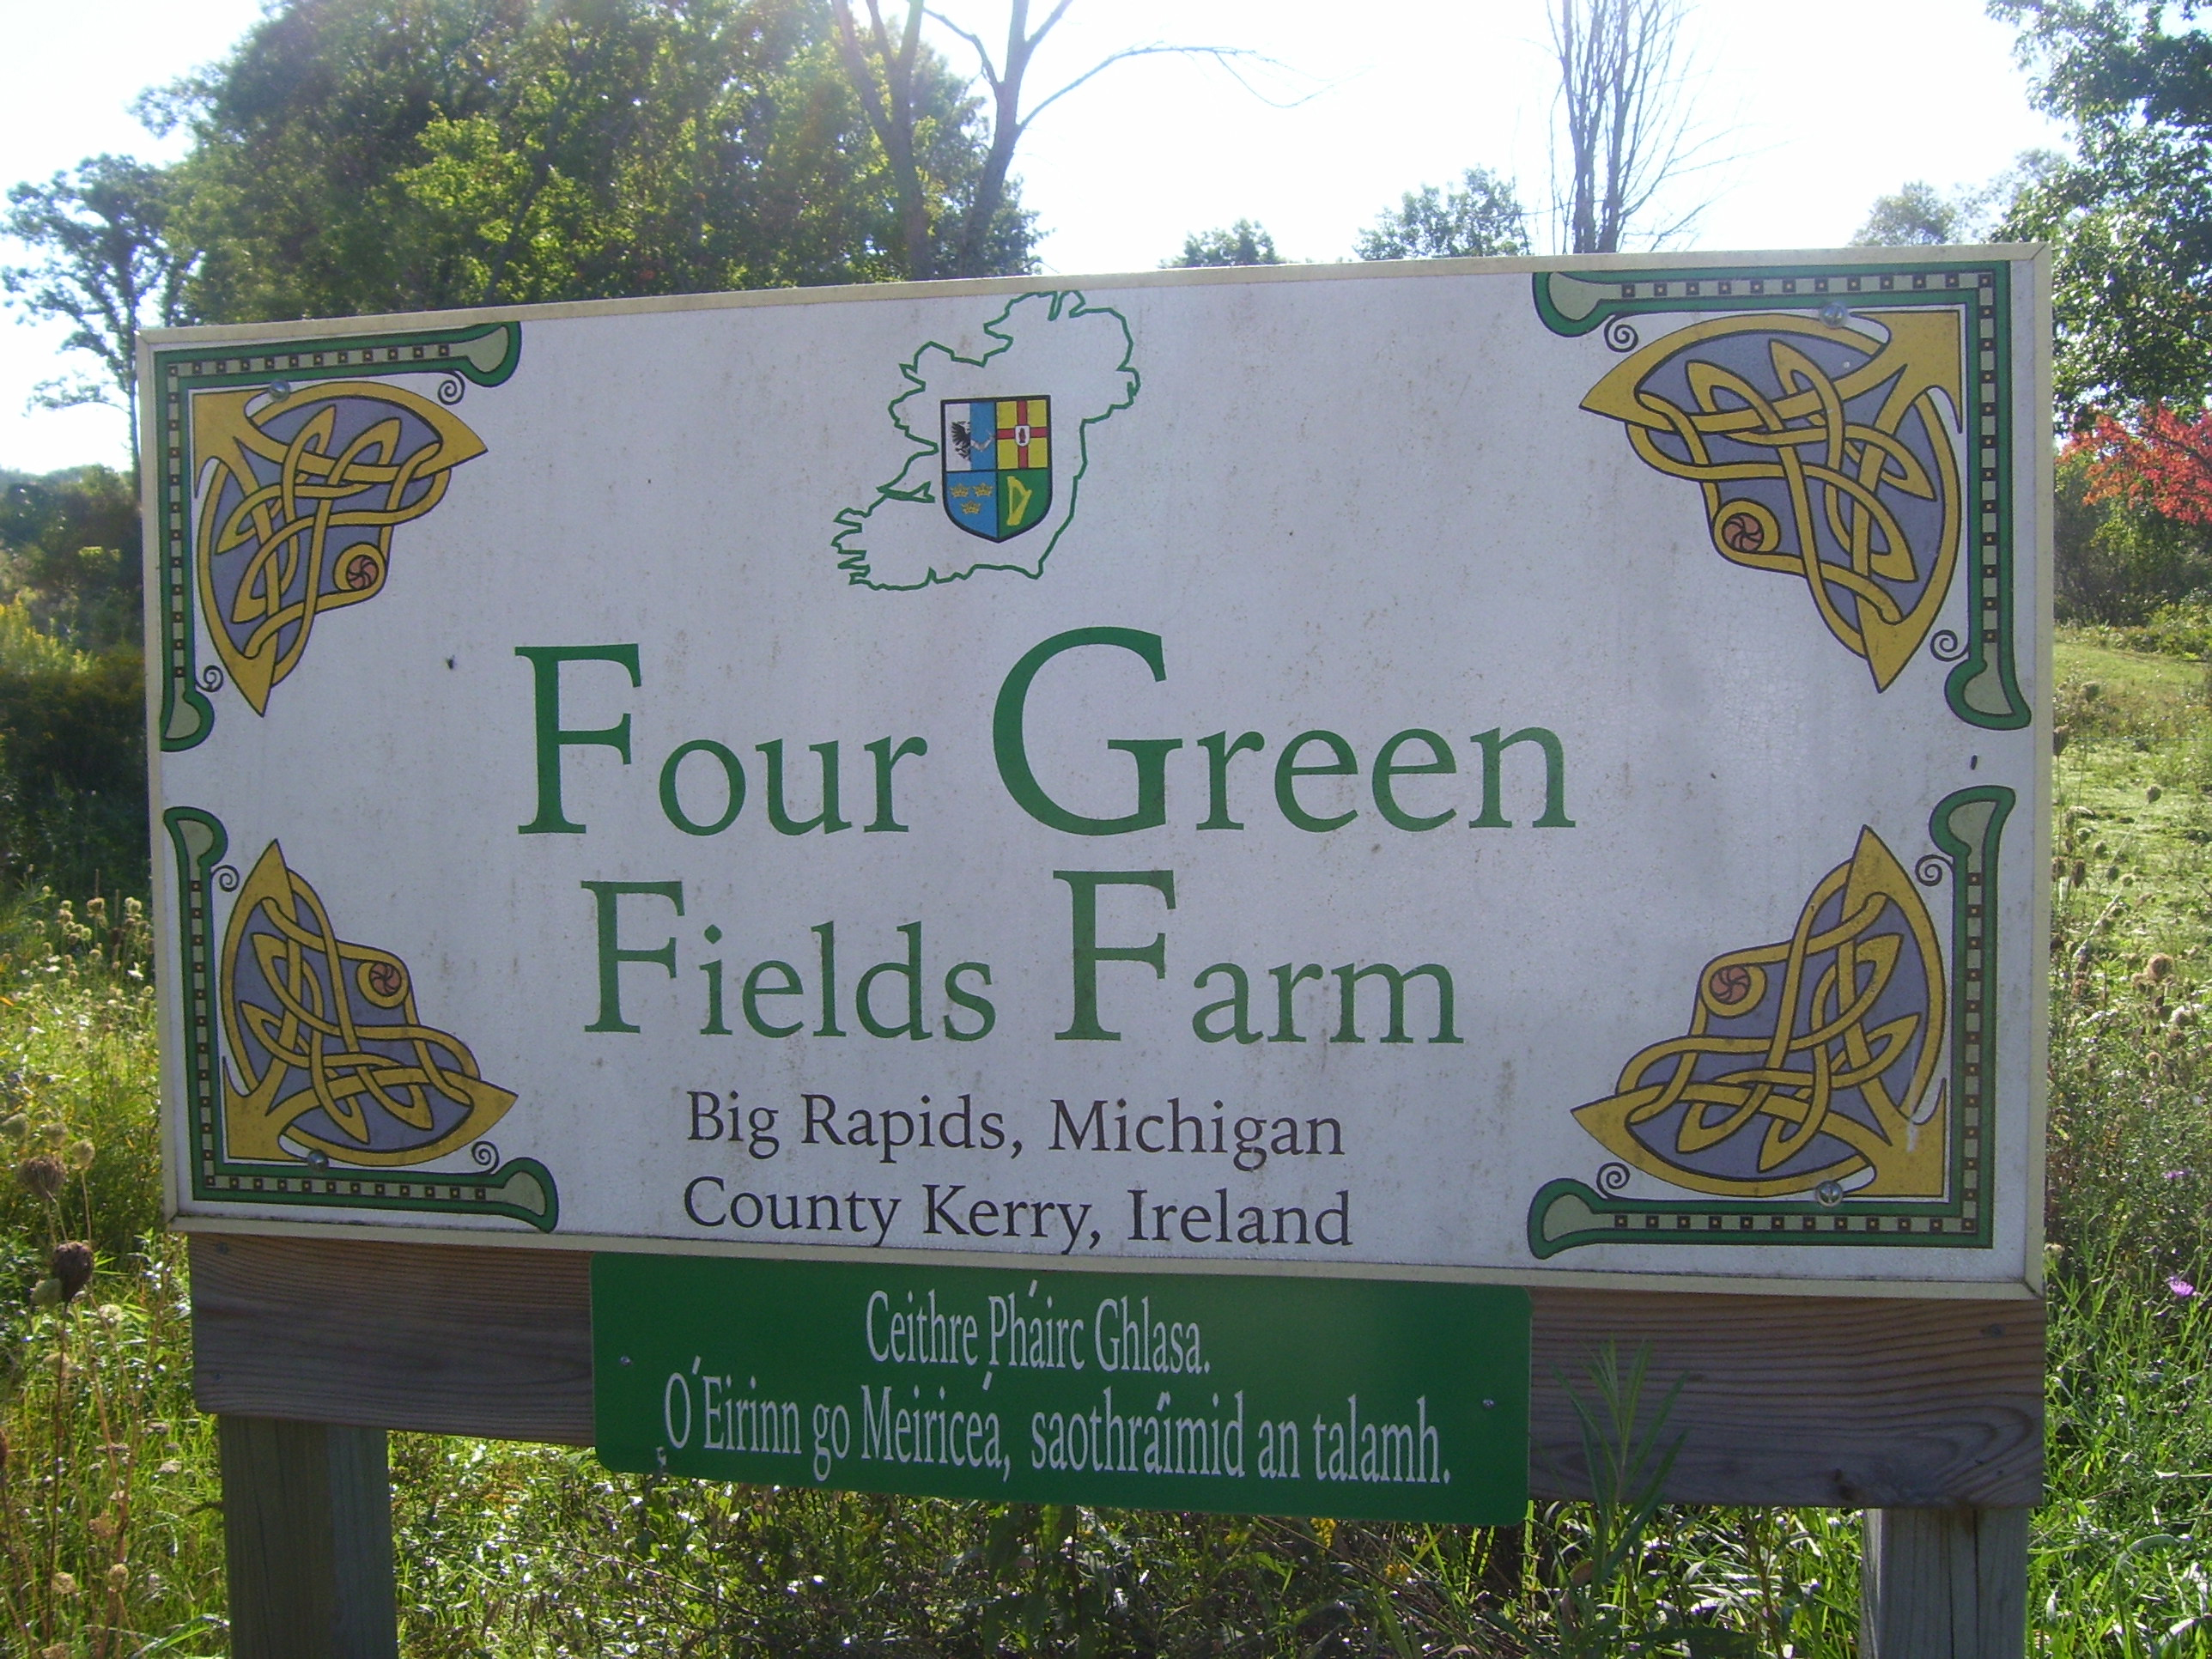 Four Green
Fields Farm
Big Rapids, Michigan
County Kerry, Ireland
Ceithre Pháirc Ghlasa.
Ó Éirinn go Meiriceá, saothraímid an talamh.